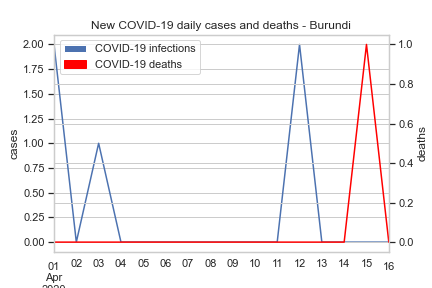 New COVID-19 daily cases and deaths - Burundi
COVID-19 infections
COVID-19 deaths
cases
2.00
1.75
1.50
1.25
1.00
0.75
0.50
0.25
0.00
deaths
1.0
0.8
0.6
0.4
0.2
0.0
01 02 03 04 05 06 07 08 09 10 11 12 13 14 15 16
Apr
2020